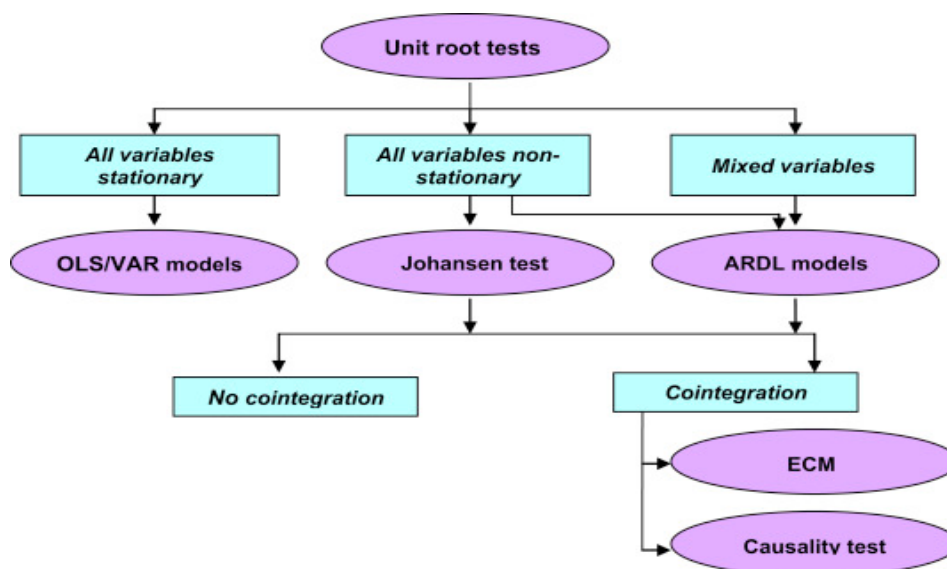 Unit root tests
All variables
stationary
All variables non-
stationary
Mixed variables
OLS/VAR models
Johansen test
ARDL models
No cointegration
Cointegration
ECM
Causality test